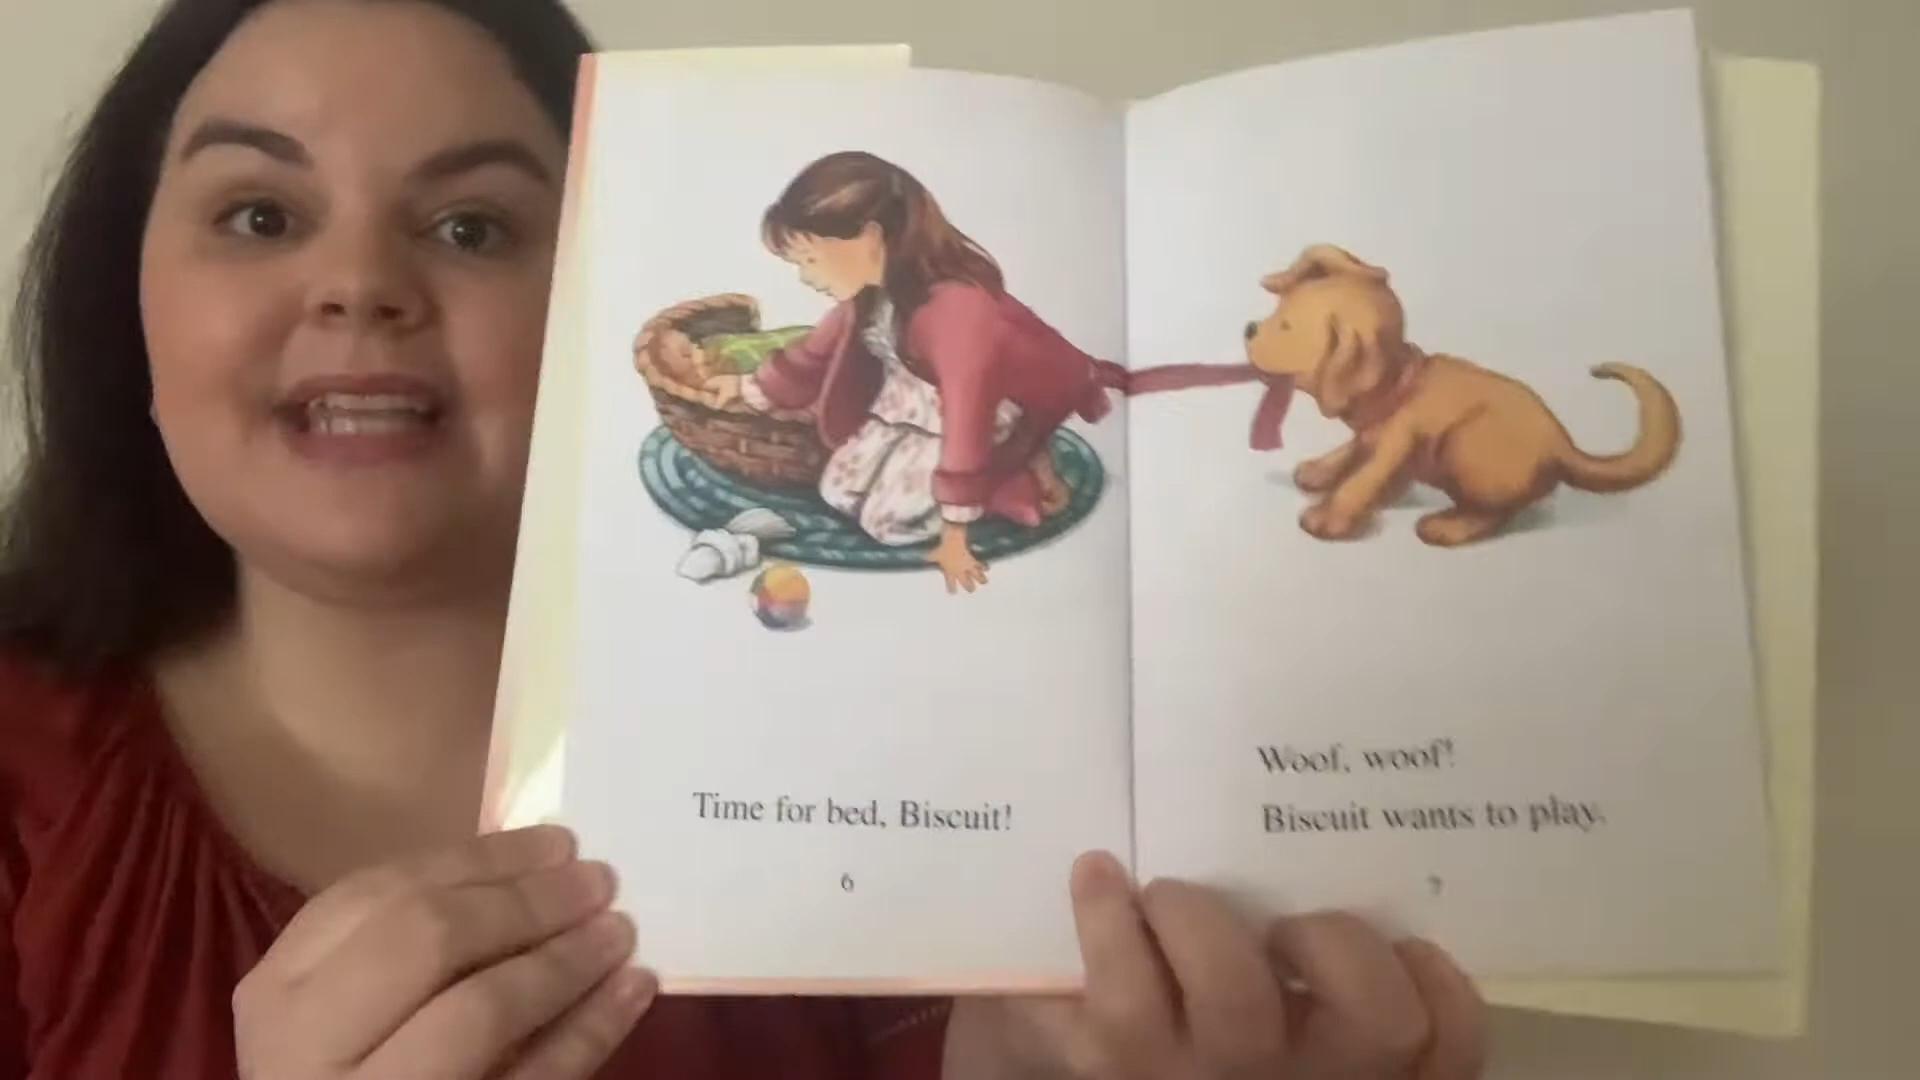 Time for bed, Biscuit!
6
Woof, woof!
Biscuit wants to play.
7